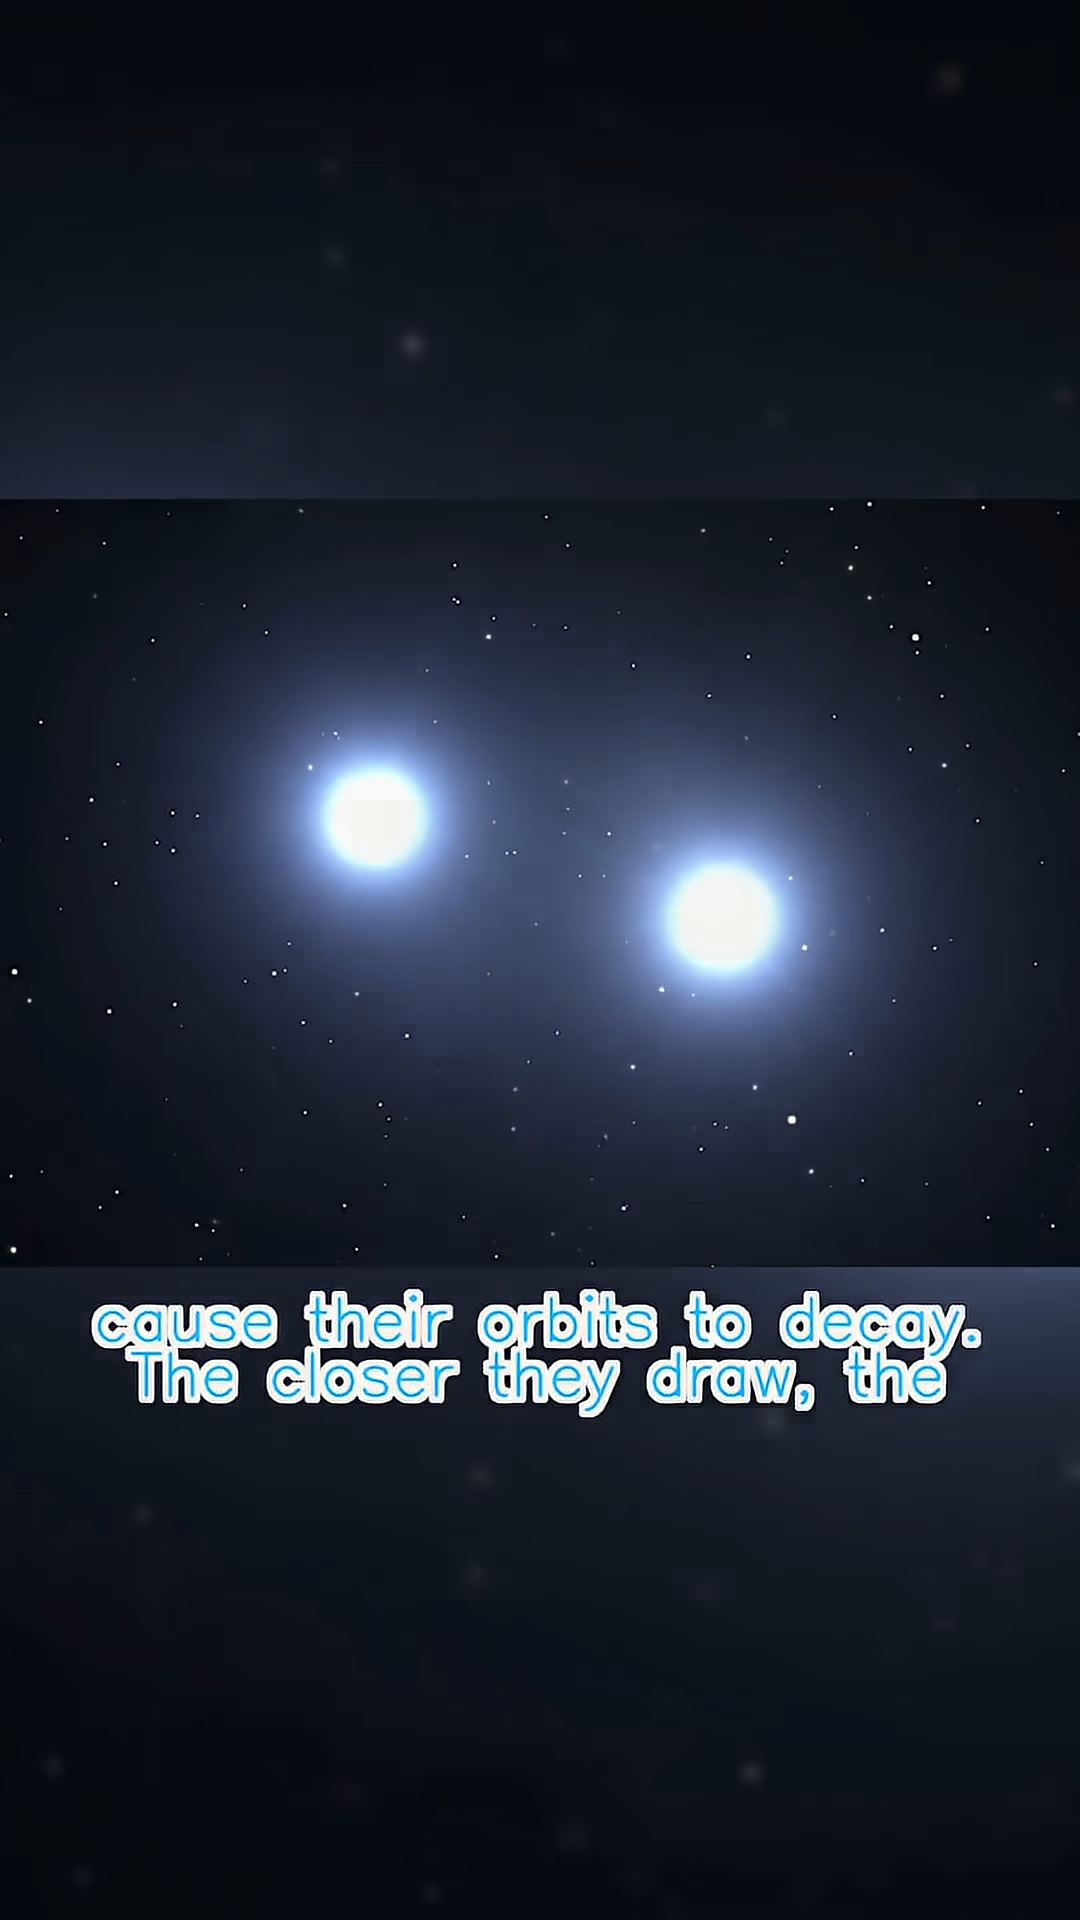 cause their orbits to decay.
The closer they draw, the